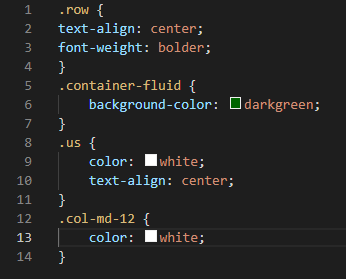 1 .row {
2 text-align: center;
3 font-weight: bolder;
4 }
5 .container-fluid {
6     background-color: darkgreen;
7 }
8 .us {
9     color: white;
10     text-align: center;
11 }
12 .col-md-12 {
13     color: white;
14 }